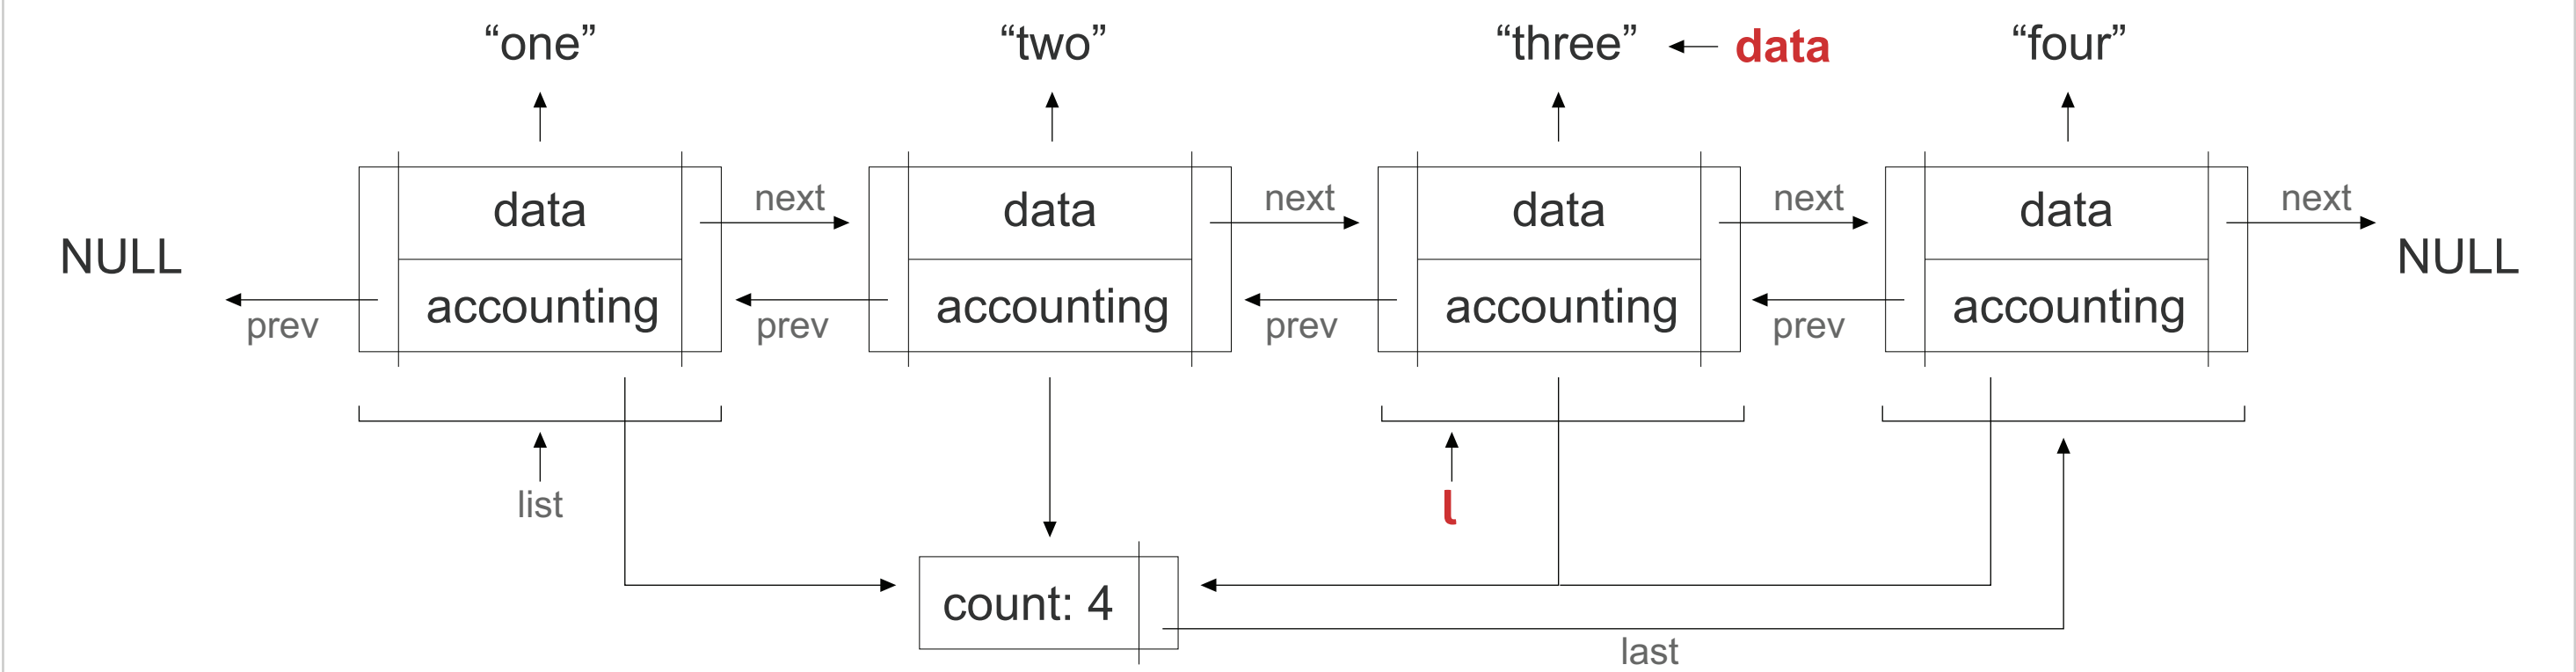 “one” “two” “three” data “four”
data next data next data next data next
NULL NULL
prev accounting prev accounting prev accounting prev accounting
list l
count: 4
last